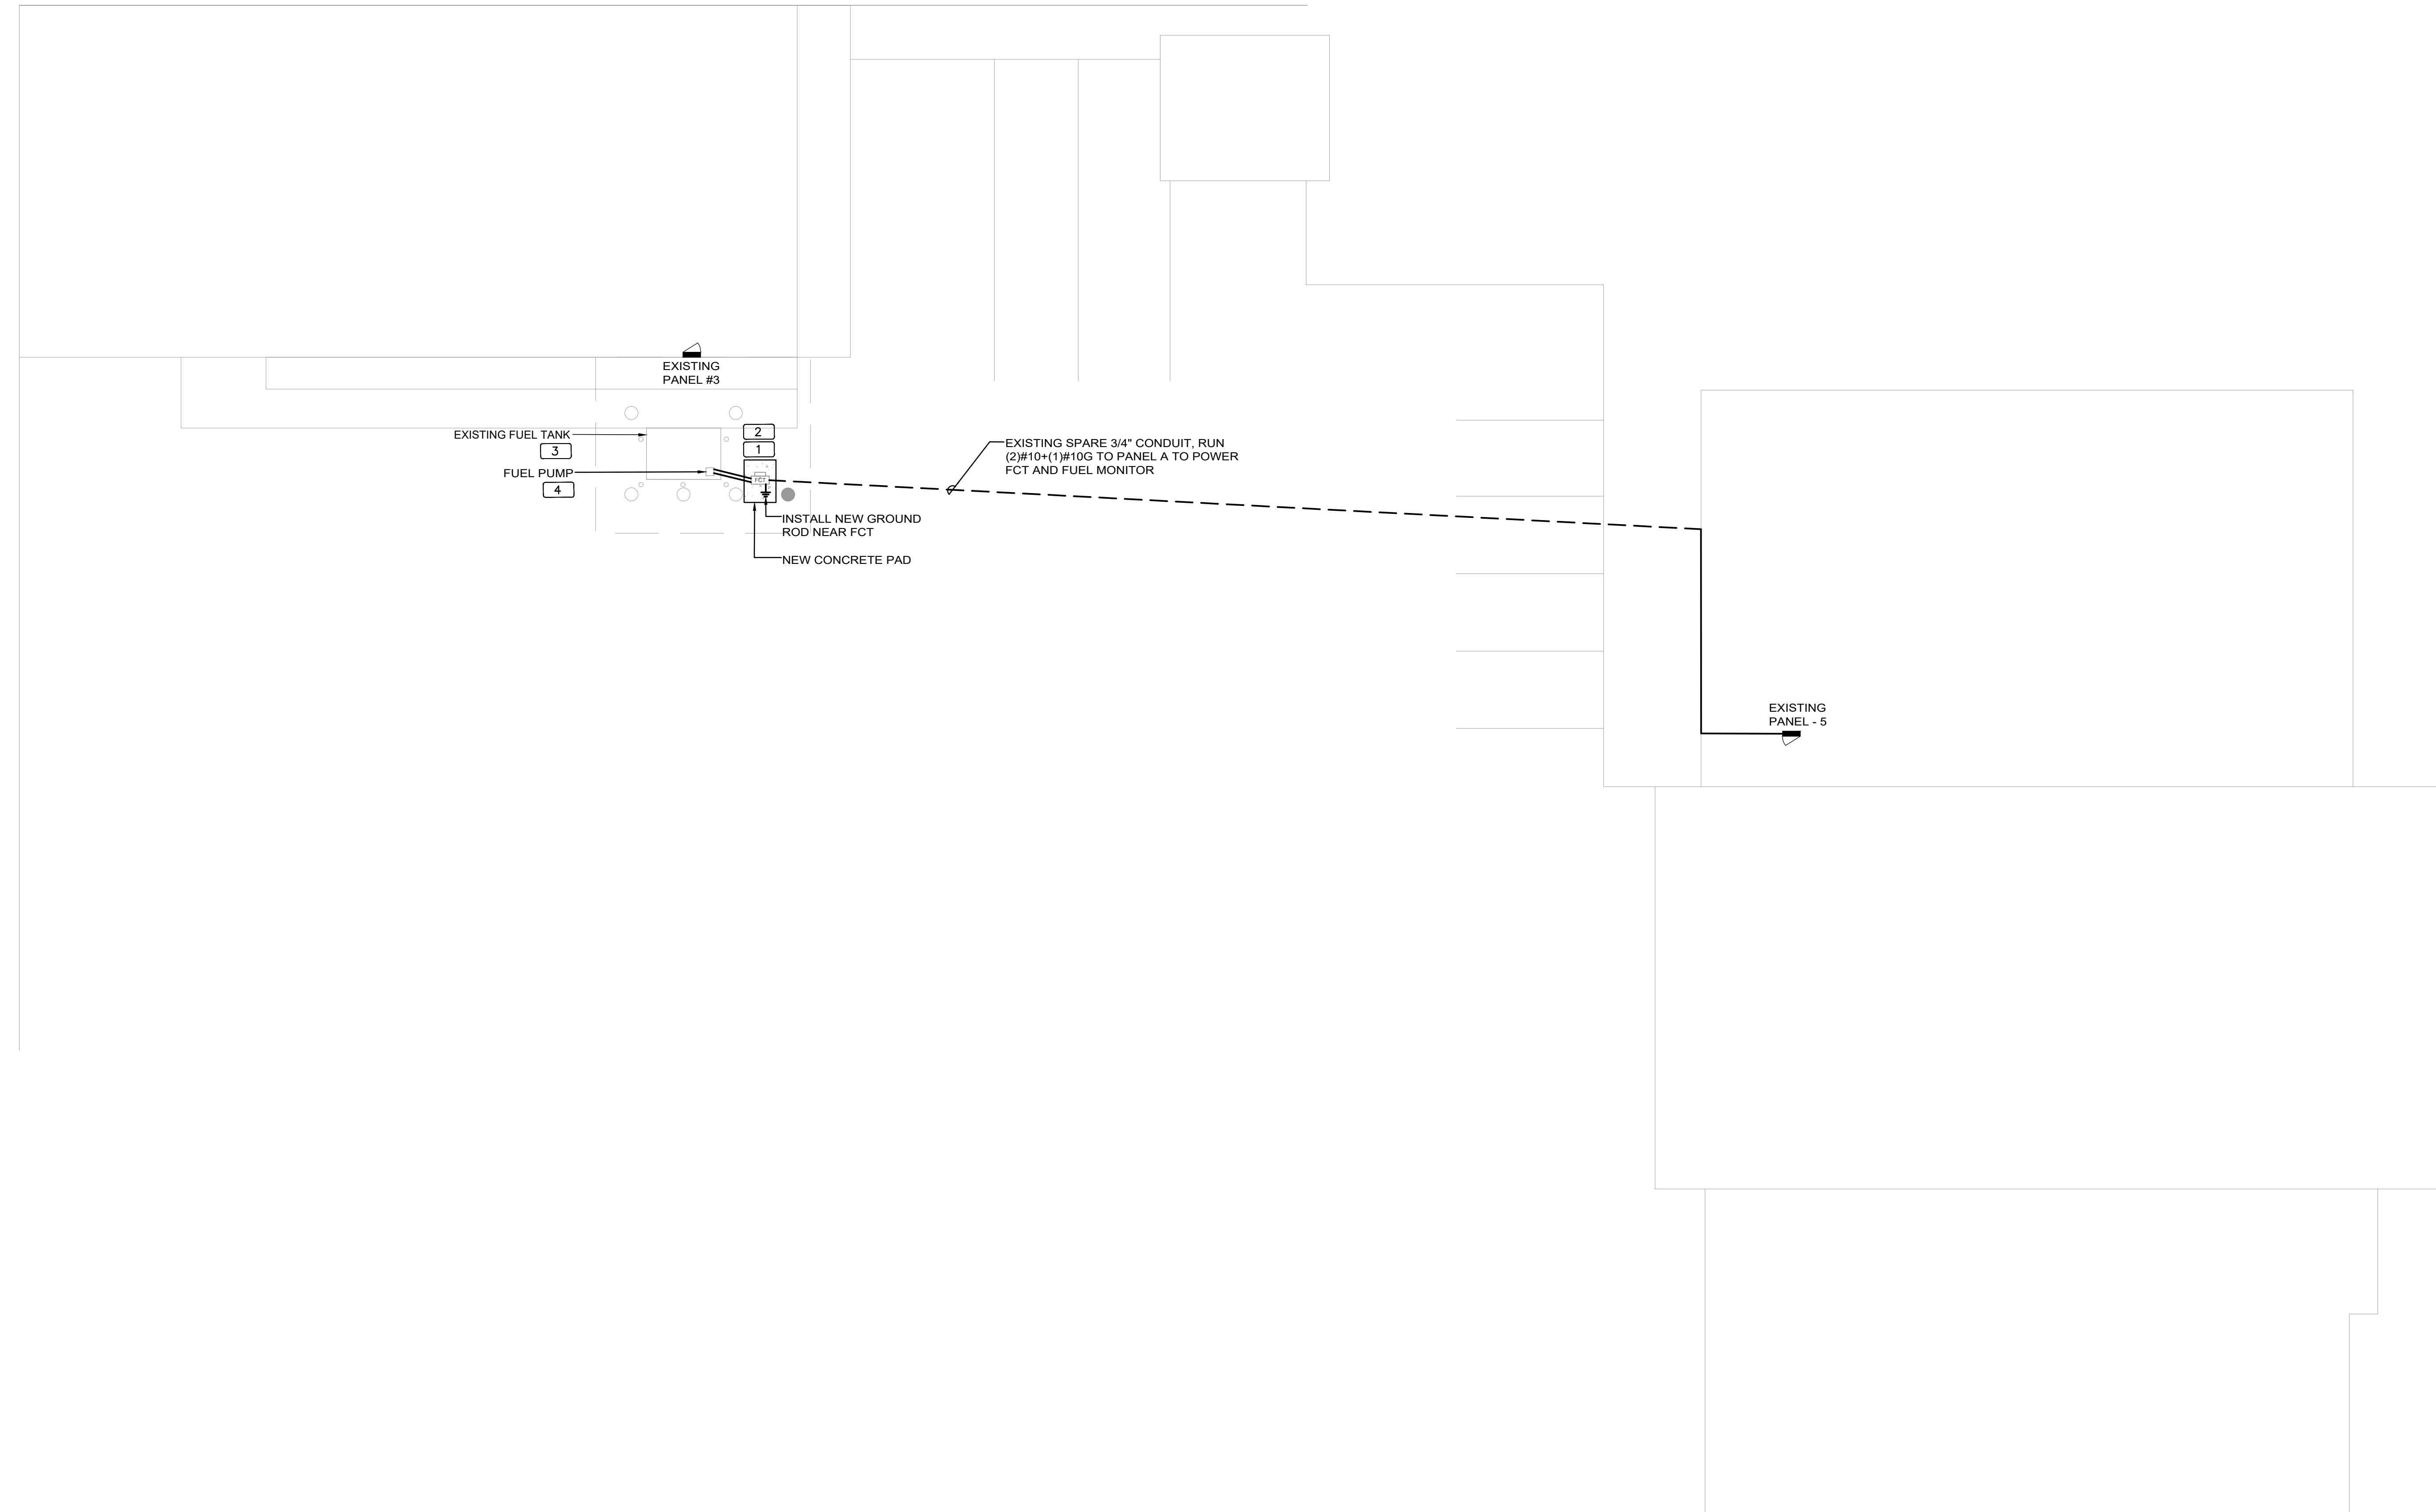 EXISTING
PANEL #3
EXISTING FUEL TANK
3
FUEL PUMP
4
2
1
FCT
EXISTING SPARE 3/4" CONDUIT, RUN
(2)#10+(1)#10G TO PANEL A TO POWER
FCT AND FUEL MONITOR
INSTALL NEW GROUND
ROD NEAR FCT
NEW CONCRETE PAD
EXISTING
PANEL - 5